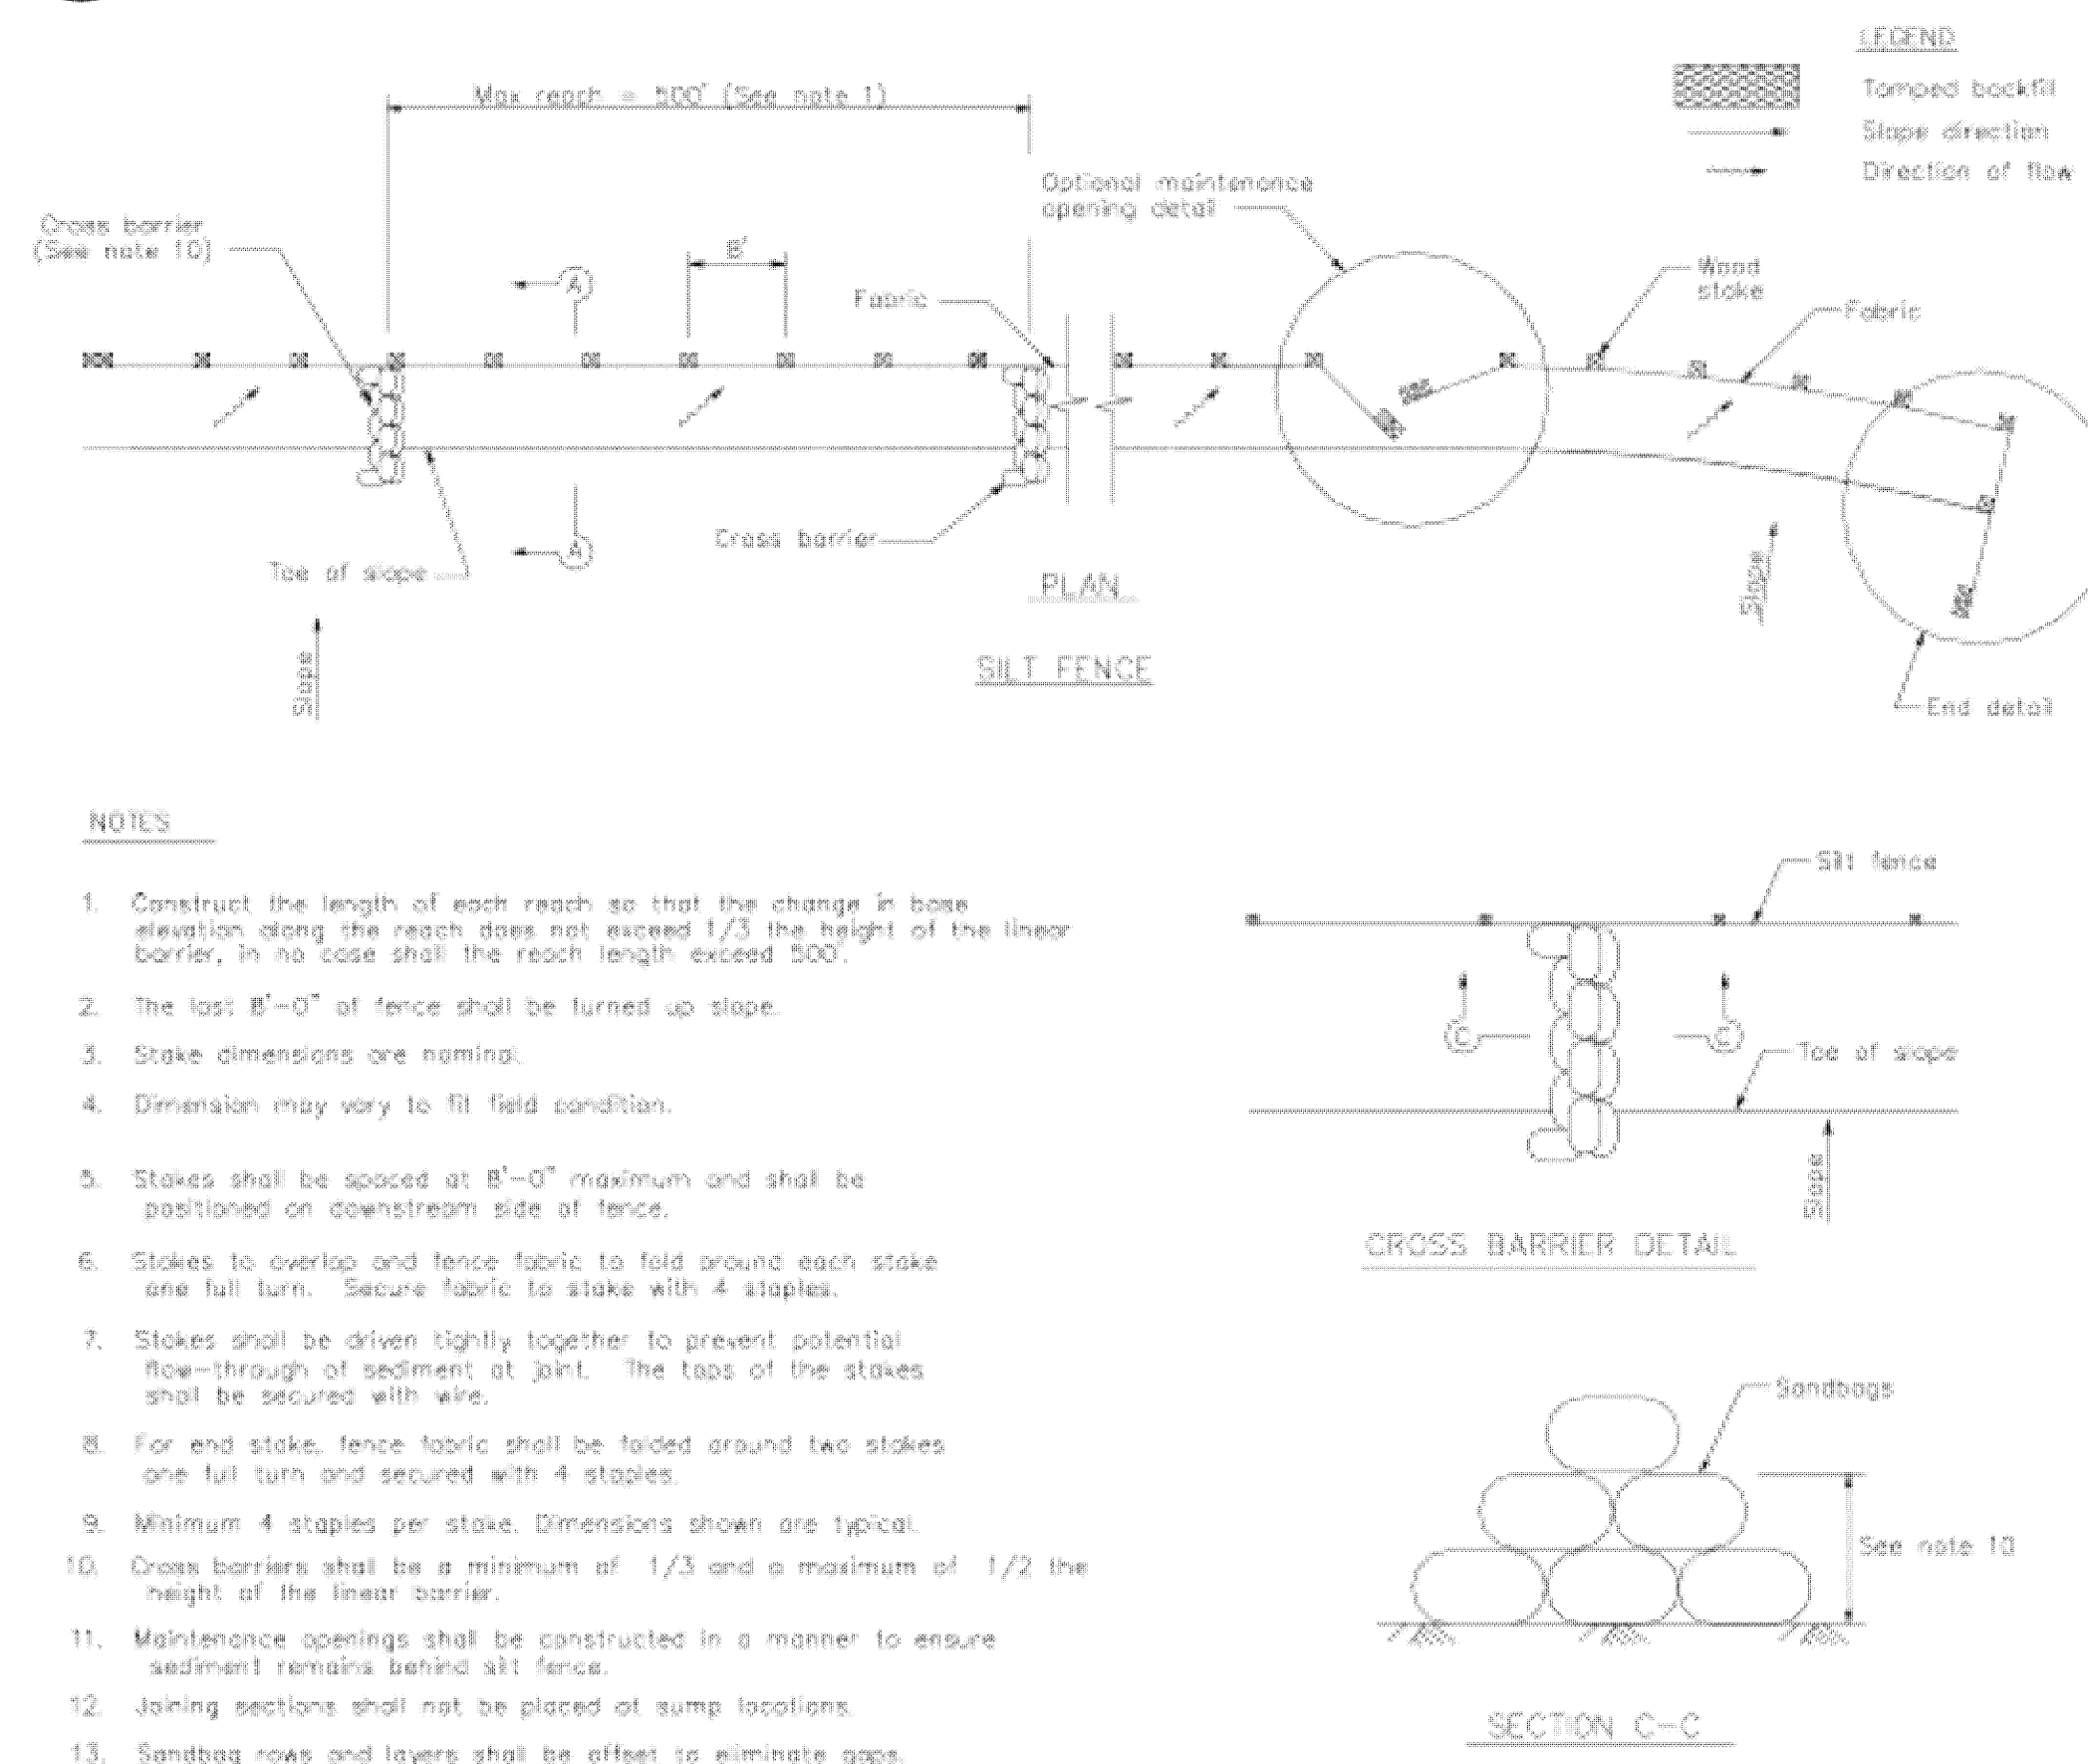 LEGEND
Tamped backfill
Slope direction
Direction of flow
Max reach = 500' (See note 1)
Optional maintenance
opening detail
Cross barrier
(See note 10)
8'
A
Fabric
Wood
stake
Fabric
Cross barrier
A
Toe of slope
PLAN
Slope
Slope
SILT FENCE
End detail
NOTES
1. Construct the length of each reach so that the change in base
elevation along the reach does not exceed 1/3 the height of the linear
barrier, in no case shall the reach length exceed 500'.
2. The last 8'-0" of fence shall be turned up slope.
3. Stake dimensions are nominal.
4. Dimension may vary to fit field condition.
5. Stakes shall be spaced at 8'-0" maximum and shall be
positioned on downstream side of fence.
6. Stakes to overlap and fence fabric to fold around each stake
one full turn. Secure fabric to stake with 4 staples.
7. Stakes shall be driven tightly together to prevent potential
flow-through of sediment at joint. The tops of the stakes
shall be secured with wire.
8. For end stake, fence fabric shall be folded around two stakes
one full turn and secured with 4 staples.
9. Minimum 4 staples per stake. Dimensions shown are typical.
10. Cross barriers shall be a minimum of 1/3 and a maximum of 1/2 the
height of the linear barrier.
11. Maintenance openings shall be constructed in a manner to ensure
sediment remains behind silt fence.
12. Joining sections shall not be placed at sump locations.
13. Sandbag rows and layers shall be offset to eliminate gaps.
Silt fence
C
C
Toe of slope
Slope
CROSS BARRIER DETAIL
Sandbags
See note 10
SECTION C-C